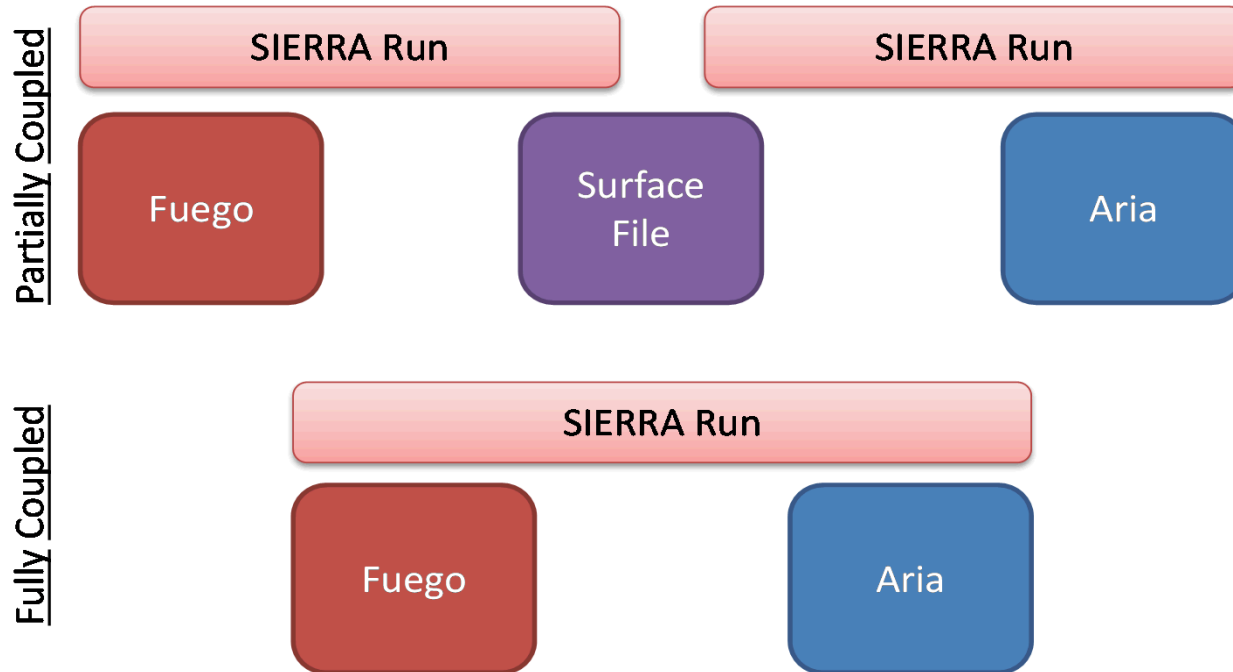 Partially Coupled
SIERRA Run
SIERRA Run
Fuego
Surface
File
Aria
Fully Coupled
SIERRA Run
Fuego
Aria